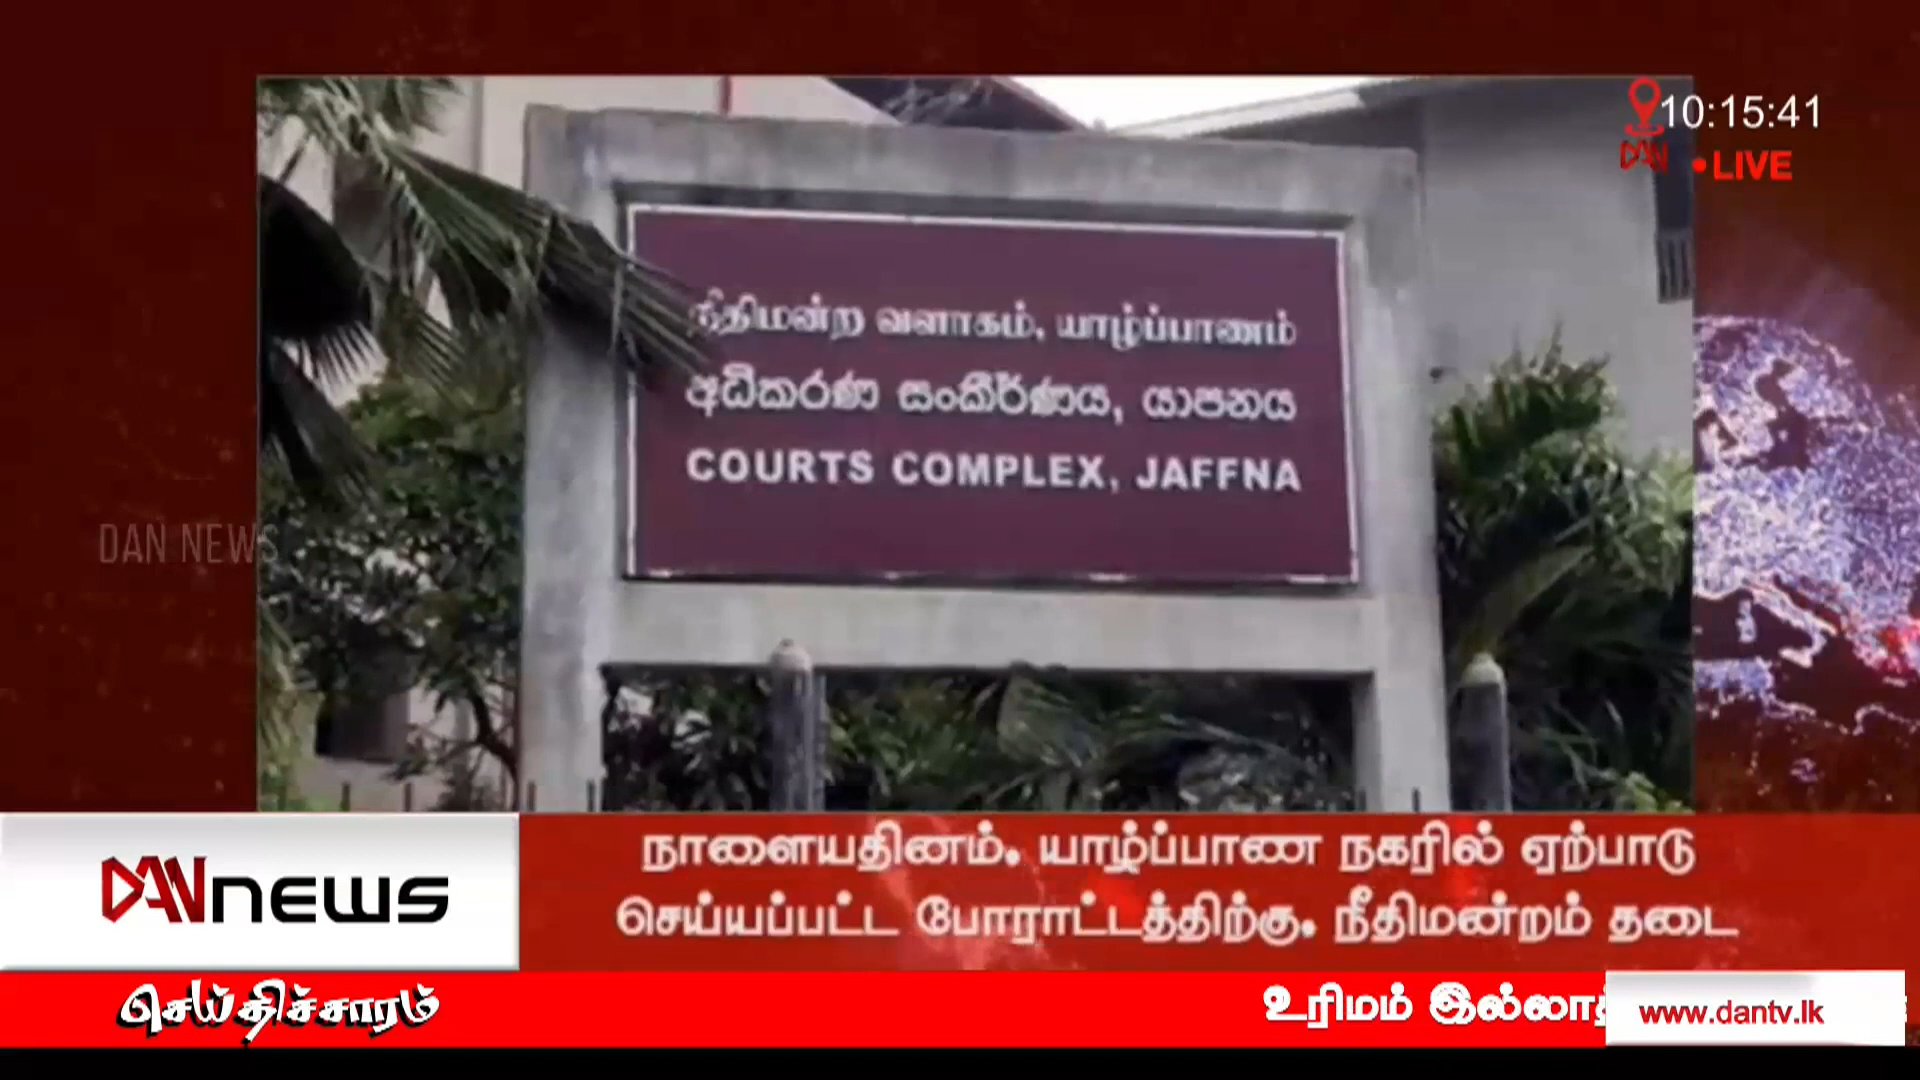 10:15:41
DAN
• LIVE
நீதிமன்ற வளாகம், யாழ்ப்பாணம்
අධිකරණ සංකීර්ණය, යාපනය
COURTS COMPLEX, JAFFNA
DAN NEWS
நாளையதினம். யாழ்ப்பாண நகரில் ஏற்பாடு
செய்யப்பட்ட போராட்டத்திற்கு. நீதிமன்றம் தடை
DAN news
செய்திச்சாரம்
உரிமம்
www.dantv.lk